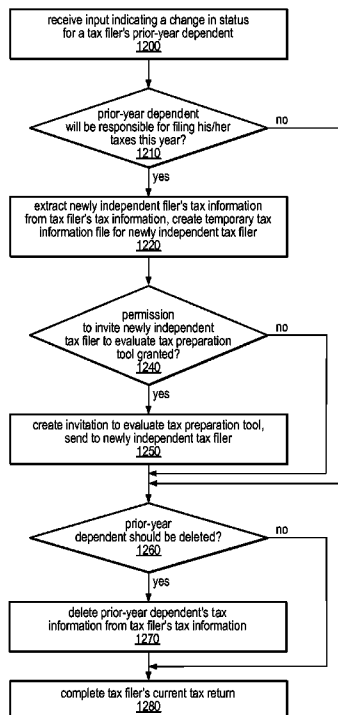 receive input indicating a change in status
for a tax filer's prior-year dependent
1200
prior-year dependent
will be responsible for filing his/her
taxes this year?
1210
no
yes
extract newly independent filer's tax information
from tax filer's tax information, create temporary tax
information file for newly independent tax filer
1220
permission
to invite newly independent
tax filer to evaluate tax preparation
tool granted?
1240
no
yes
create invitation to evaluate tax preparation tool,
send to newly independent tax filer
1250
prior-year
dependent should be deleted?
1260
no
yes
delete prior-year dependent's tax
information from tax filer's tax information
1270
complete tax filer's current tax return
1280